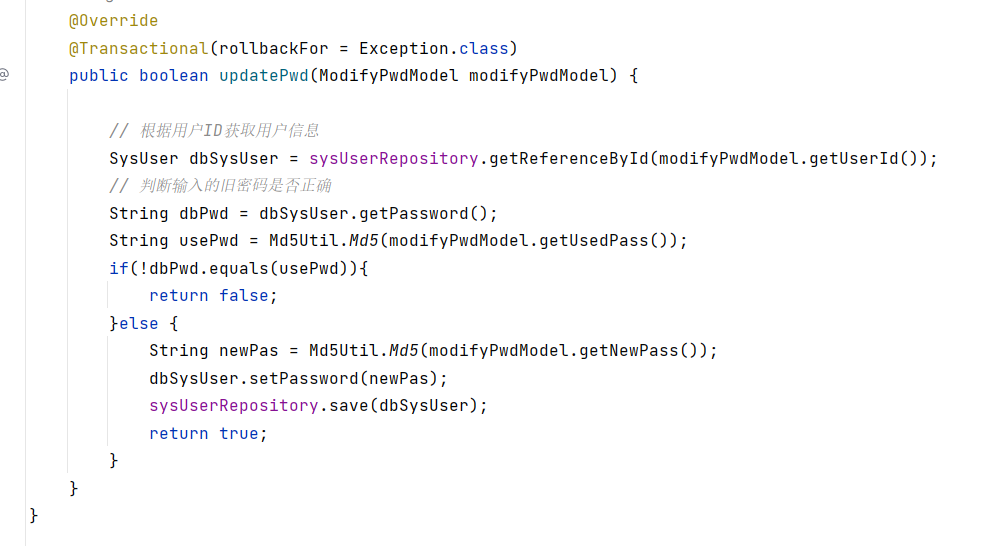 @Override
@Transactional(rollbackFor = Exception.class)
public boolean updatePwd(ModifyPwdModel modifyPwdModel) {
// 根据用户ID获取用户信息
SysUser dbSysUser = sysUserRepository.getReferenceById(modifyPwdModel.getUserId());
// 判断输入的旧密码是否正确
String dbPwd = dbSysUser.getPassword();
String usePwd = Md5Util.Md5(modifyPwdModel.getUsedPass());
if(!dbPwd.equals(usePwd)){
return false;
}else {
String newPas = Md5Util.Md5(modifyPwdModel.getNewPass());
dbSysUser.setPassword(newPas);
sysUserRepository.save(dbSysUser);
return true;
}
}
}